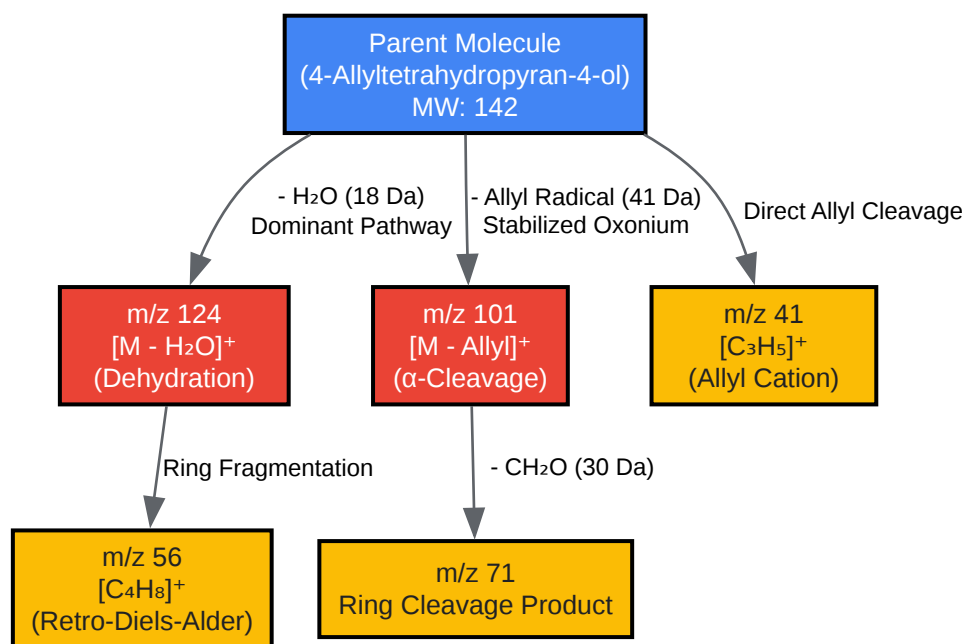 Parent Molecule
(4-Allyltetrahydropyran-4-ol)
MW: 142
- H₂O (18 Da)
Dominant Pathway
- Allyl Radical (41 Da)
Stabilized Oxonium
Direct Allyl Cleavage
m/z 124
[M - H₂O]⁺
(Dehydration)
m/z 101
[M - Allyl]⁺
(α-Cleavage)
m/z 41
[C₃H₅]⁺
(Allyl Cation)
Ring Fragmentation
- CH₂O (30 Da)
m/z 56
[C₄H₈]⁺
(Retro-Diels-Alder)
m/z 71
Ring Cleavage Product